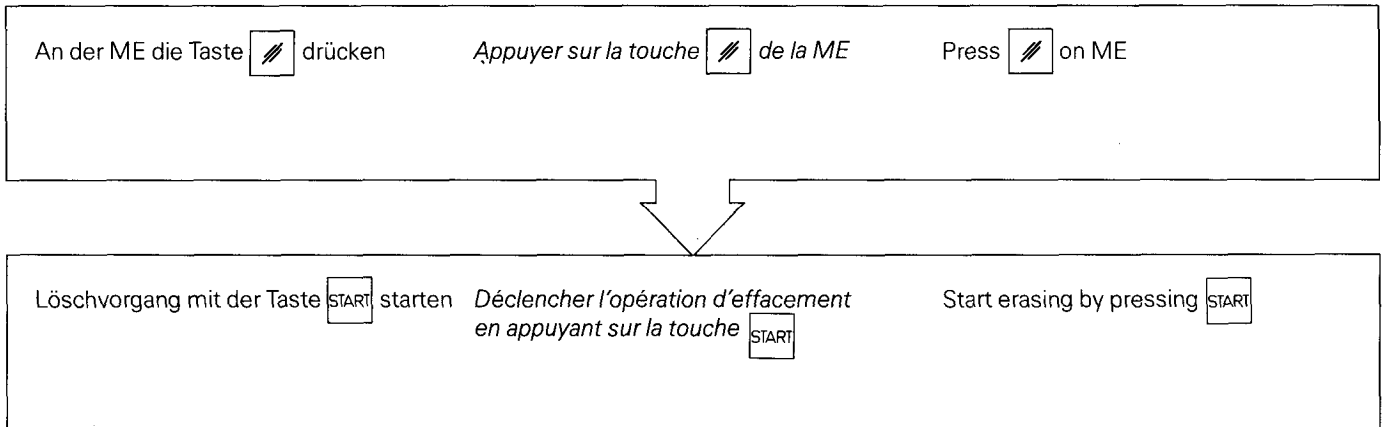 An der ME die Taste drücken
Appuyer sur la touche de la ME
Press on ME
Löschvorgang mit der Taste START starten
Déclencher l'opération d'effacement
en appuyant sur la touche START
Start erasing by pressing START